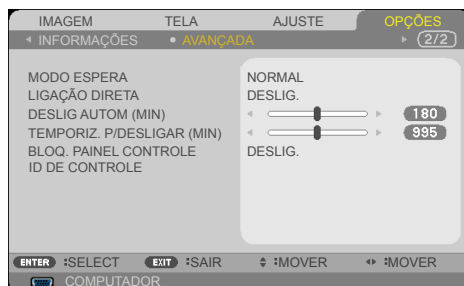 IMAGEM TELA AJUSTE OPÇÕES
INFORMAÇÕES • AVANÇADA 2/2
MODO ESPERA NORMAL
LIGAÇÃO DIRETA DESLIG.
DESLIG AUTOM (MIN) 180
TEMPORIZ. P/DESLIGAR (MIN) 995
BLOQ. PAINEL CONTROLE DESLIG.
ID DE CONTROLE
ENTER :SELECT EXIT :SAIR :MOVER :MOVER
COMPUTADOR